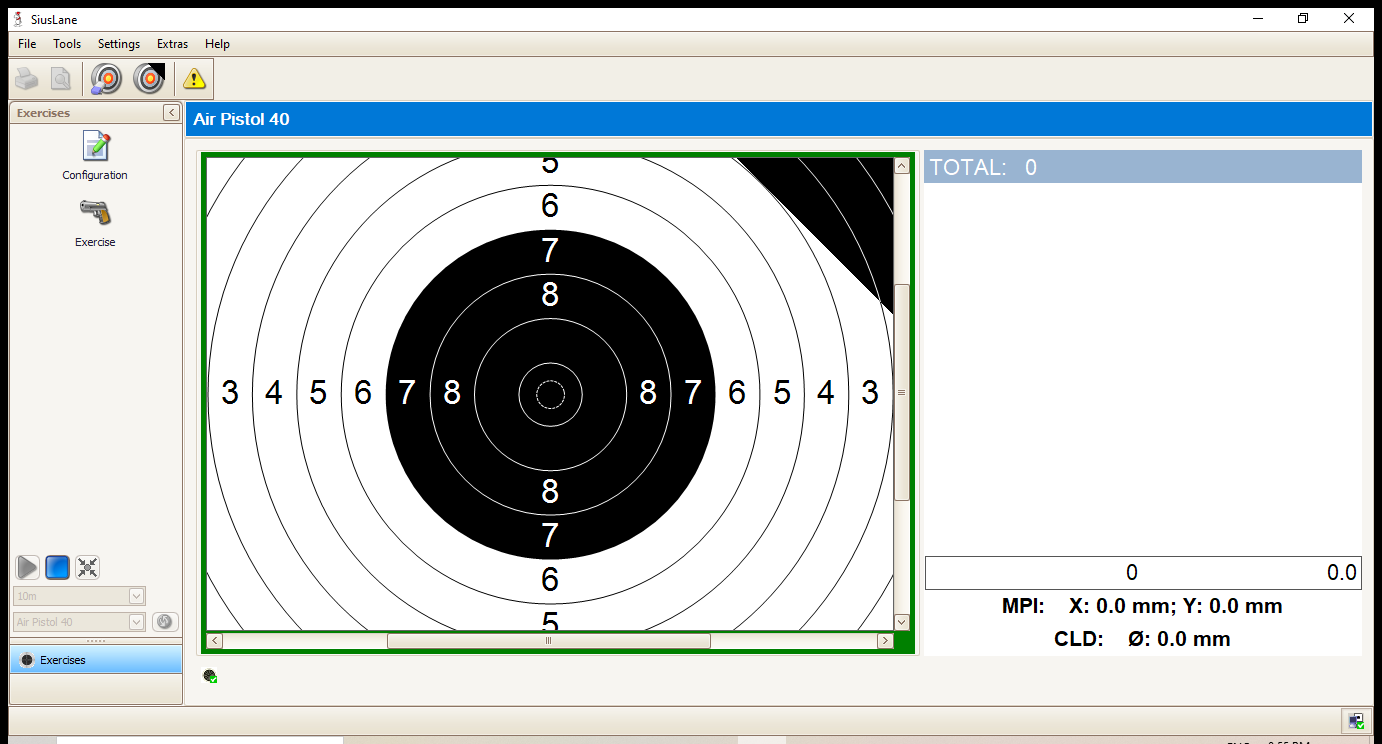 SiusLane
File Tools Settings Extras Help
Exercises
Configuration
Exercise
10m
Air Pistol 40
Exercises
Air Pistol 40
5
6
7
8
3 4 5 6 7 8 8 7 6 5 4 3
8
7
6
5
TOTAL: 0
0 0.0
MPI: X: 0.0 mm; Y: 0.0 mm
CLD: Ø: 0.0 mm